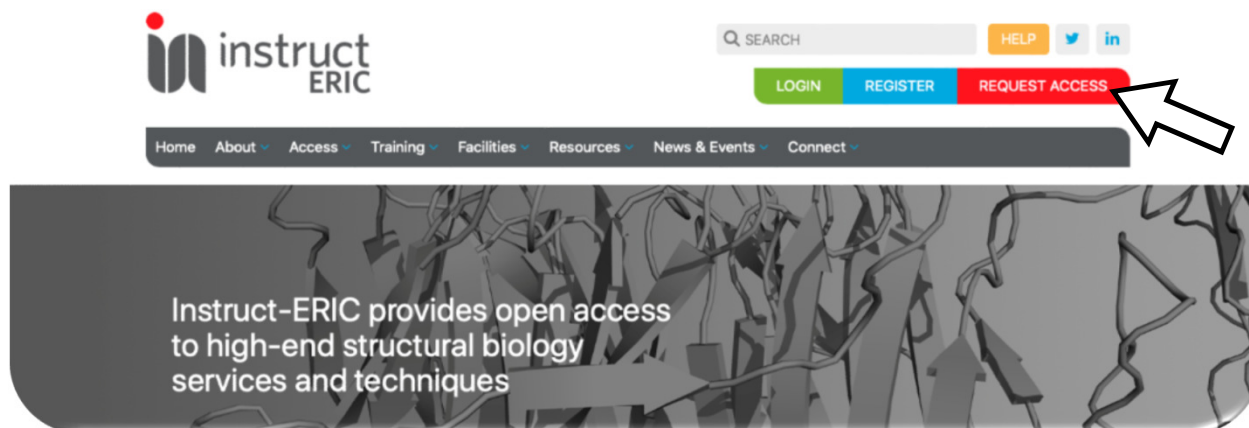 instruct
ERIC
SEARCH
HELP
LOGIN REGISTER REQUEST ACCESS
Home About Access Training Facilities Resources News & Events Connect
Instruct-ERIC provides open access
to high-end structural biology
services and techniques